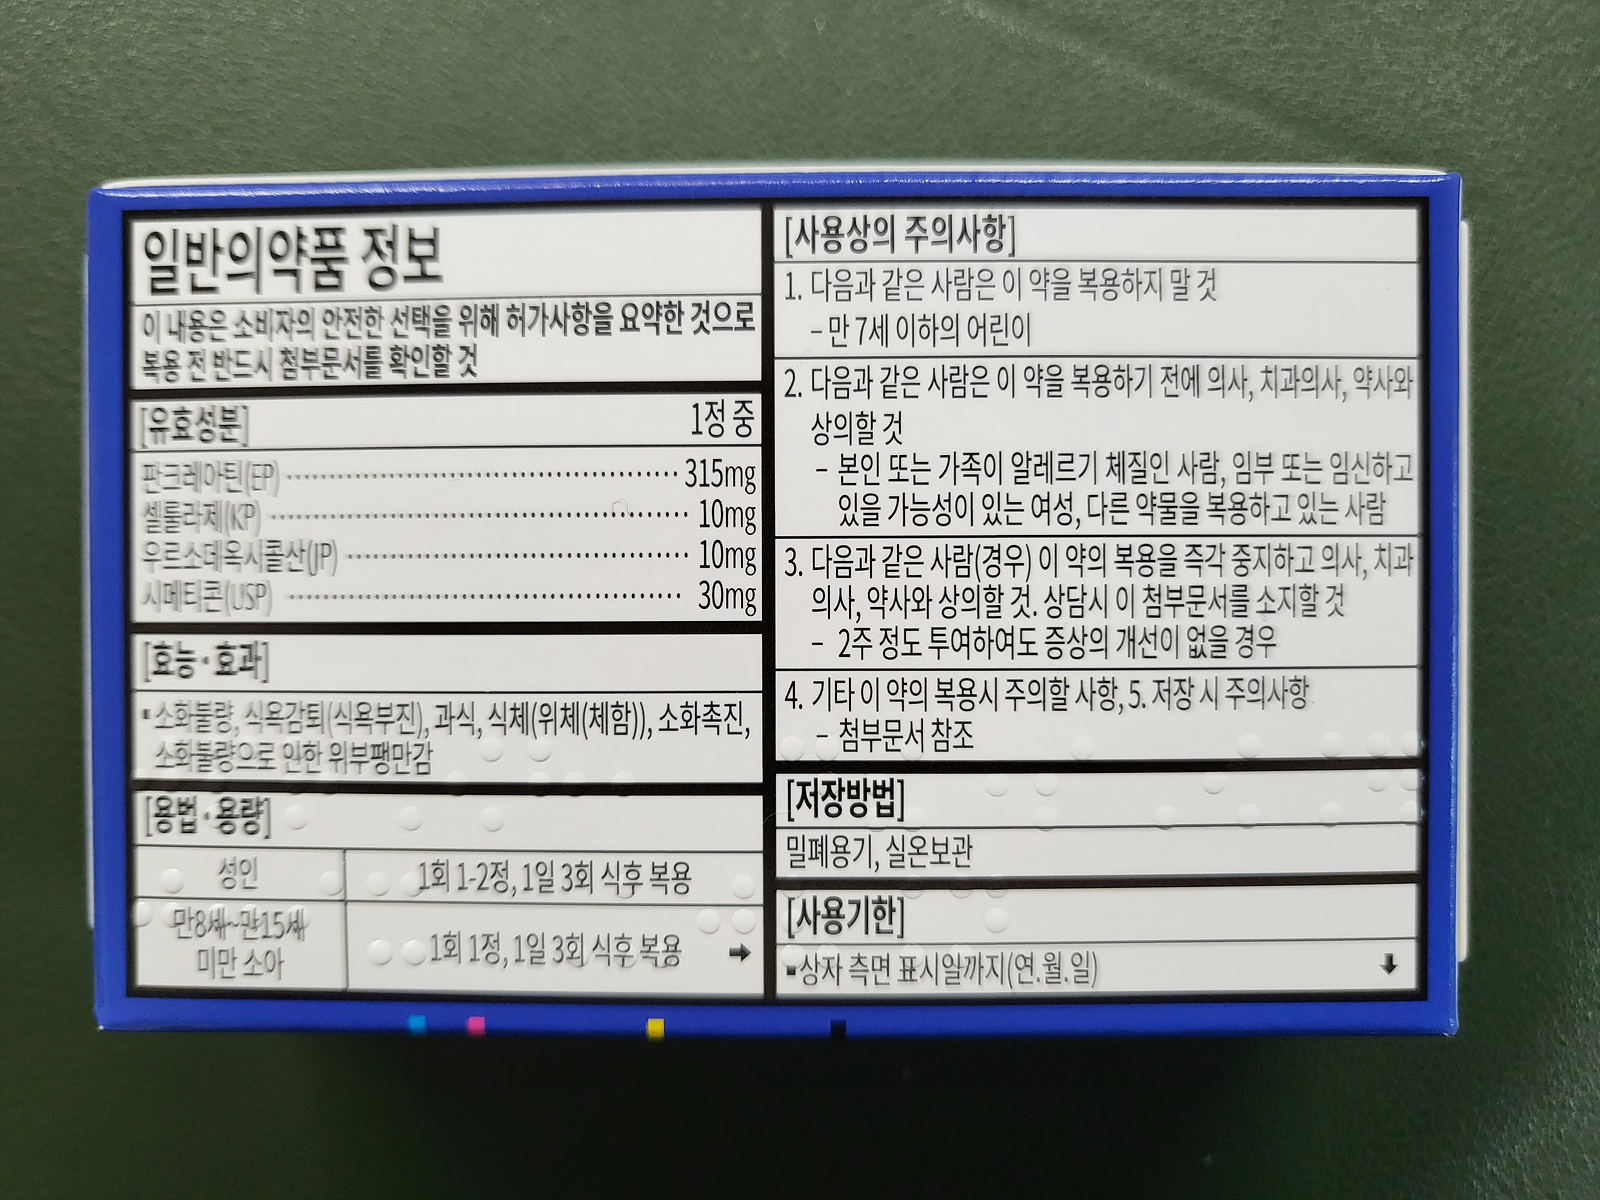 일반의약품 정보
이 내용은 소비자의 안전한 선택을 위해 허가사항을 요약한 것으로
복용 전 반드시 첨부문서를 확인할 것
[유효성분] 1정 중
판크레아틴(EP) 315mg
셀룰라제(KP) 10mg
우르소데옥시콜산(JP) 10mg
시메티콘(USP) 30mg
[효능·효과]
▪소화불량, 식욕감퇴(식욕부진), 과식, 식체(위체(체함)), 소화촉진,
소화불량으로 인한 위부팽만감
[용법·용량]
성인 1회 1-2정, 1일 3회 식후 복용
만8세~만15세
미만 소아 1회 1정, 1일 3회 식후 복용 ➡
[사용상의 주의사항]
1. 다음과 같은 사람은 이 약을 복용하지 말 것
– 만 7세 이하의 어린이
2. 다음과 같은 사람은 이 약을 복용하기 전에 의사, 치과의사, 약사와
상의할 것
– 본인 또는 가족이 알레르기 체질인 사람, 임부 또는 임신하고
있을 가능성이 있는 여성, 다른 약물을 복용하고 있는 사람
3. 다음과 같은 사람(경우) 이 약의 복용을 즉각 중지하고 의사, 치과
의사, 약사와 상의할 것. 상담시 이 첨부문서를 소지할 것
– 2주 정도 투여하여도 증상의 개선이 없을 경우
4. 기타 이 약의 복용시 주의할 사항, 5. 저장 시 주의사항
– 첨부문서 참조
[저장방법]
밀폐용기, 실온보관
[사용기한]
▪상자 측면 표시일까지(연.월.일) ⬇